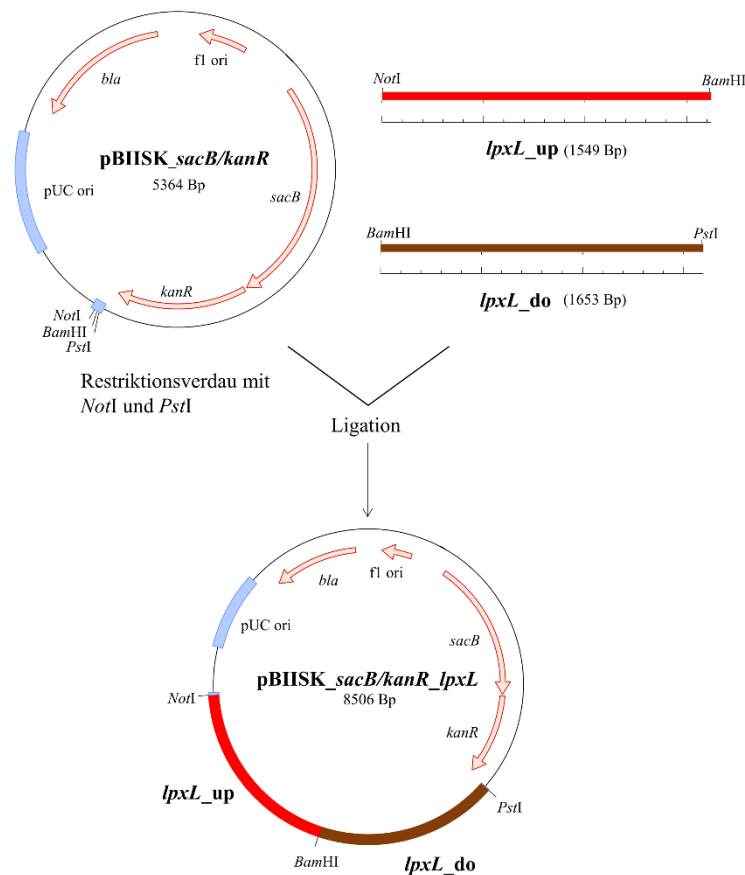 f1 ori
bla
pBIISK_sacB/kanR
5364 Bp
pUC ori
sacB
kanR
NotI
BamHI
PstI
NotI
BamHI
lpxL_up (1549 Bp)
BamHI
PstI
lpxL_do (1653 Bp)
Restriktionsverdau mit
NotI und PstI
Ligation
bla
f1 ori
pUC ori
sacB
pBIISK_sacB/kanR_lpxL
8506 Bp
NotI
kanR
lpxL_up
PstI
BamHI
lpxL_do